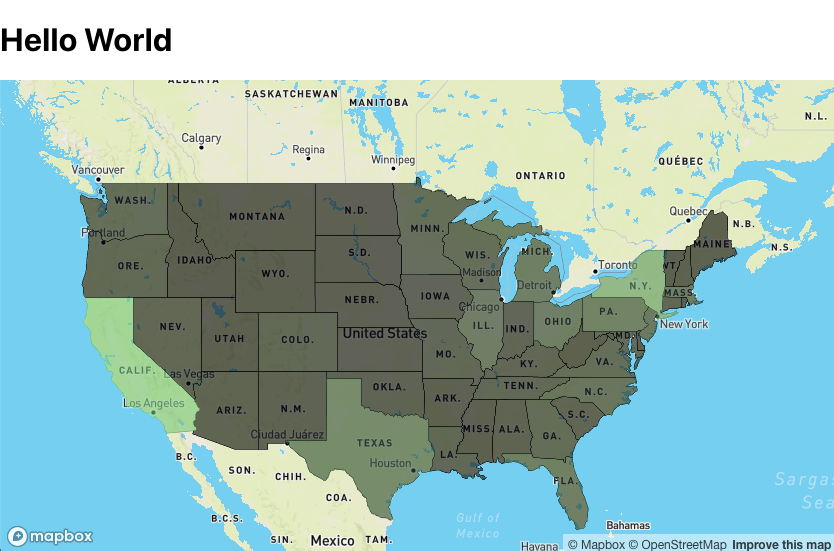 Hello World
ALBERTA
SASKATCHEWAN
MANITOBA
N.L.
Calgary
Regina
Winnipeg
Vancouver
ONTARIO
QUÉBEC
Quebec
N.B.
N.S.
WASH.
MONTANA
N.D.
MINN.
Portland
ORE.
IDAHO
S.D.
WIS.
MICH.
Toronto
VT.
MAINE
WYO.
Madison
Detroit
N.Y.
MASS.
NEBR.
IOWA
Chicago
PA.
New York
NEV.
UTAH
COLO.
United States
ILL.
IND.
OHIO
MD.
CALIF.
Las Vegas
MO.
KY.
VA.
Los Angeles
ARIZ.
N.M.
OKLA.
ARK.
TENN.
N.C.
S.C.
Ciudad Juárez
TEXAS
MISS.
ALA.
GA.
B.C.
SON.
CHIH.
Houston
LA.
FLA.
COA.
B.C.S.
SIN.
Mexico
TAM.
Gulf of
Mexico
Sargas
Sea
Bahamas
Havana
mapbox
© Mapbox © OpenStreetMap Improve this map